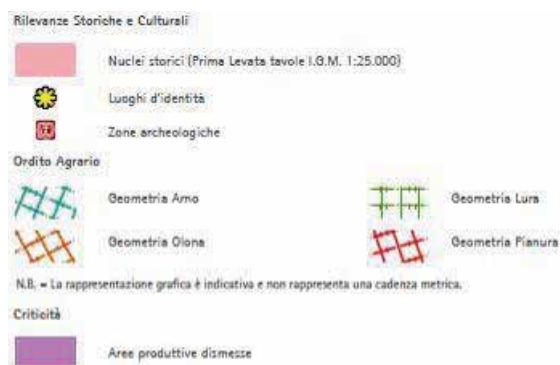 Rilevanze Storiche e Culturali
Nuclei storici (Prima Levata tavole I.G.M. 1:25.000)
Luoghi d'identità
Zone archeologiche
Ordito Agrario
Geometria Arno
Geometria Lura
Geometria Olona
Geometria Pianura
N.B. = La rappresentazione grafica è indicativa e non rappresenta una cadenza metrica.
Criticità
Aree produttive dismesse